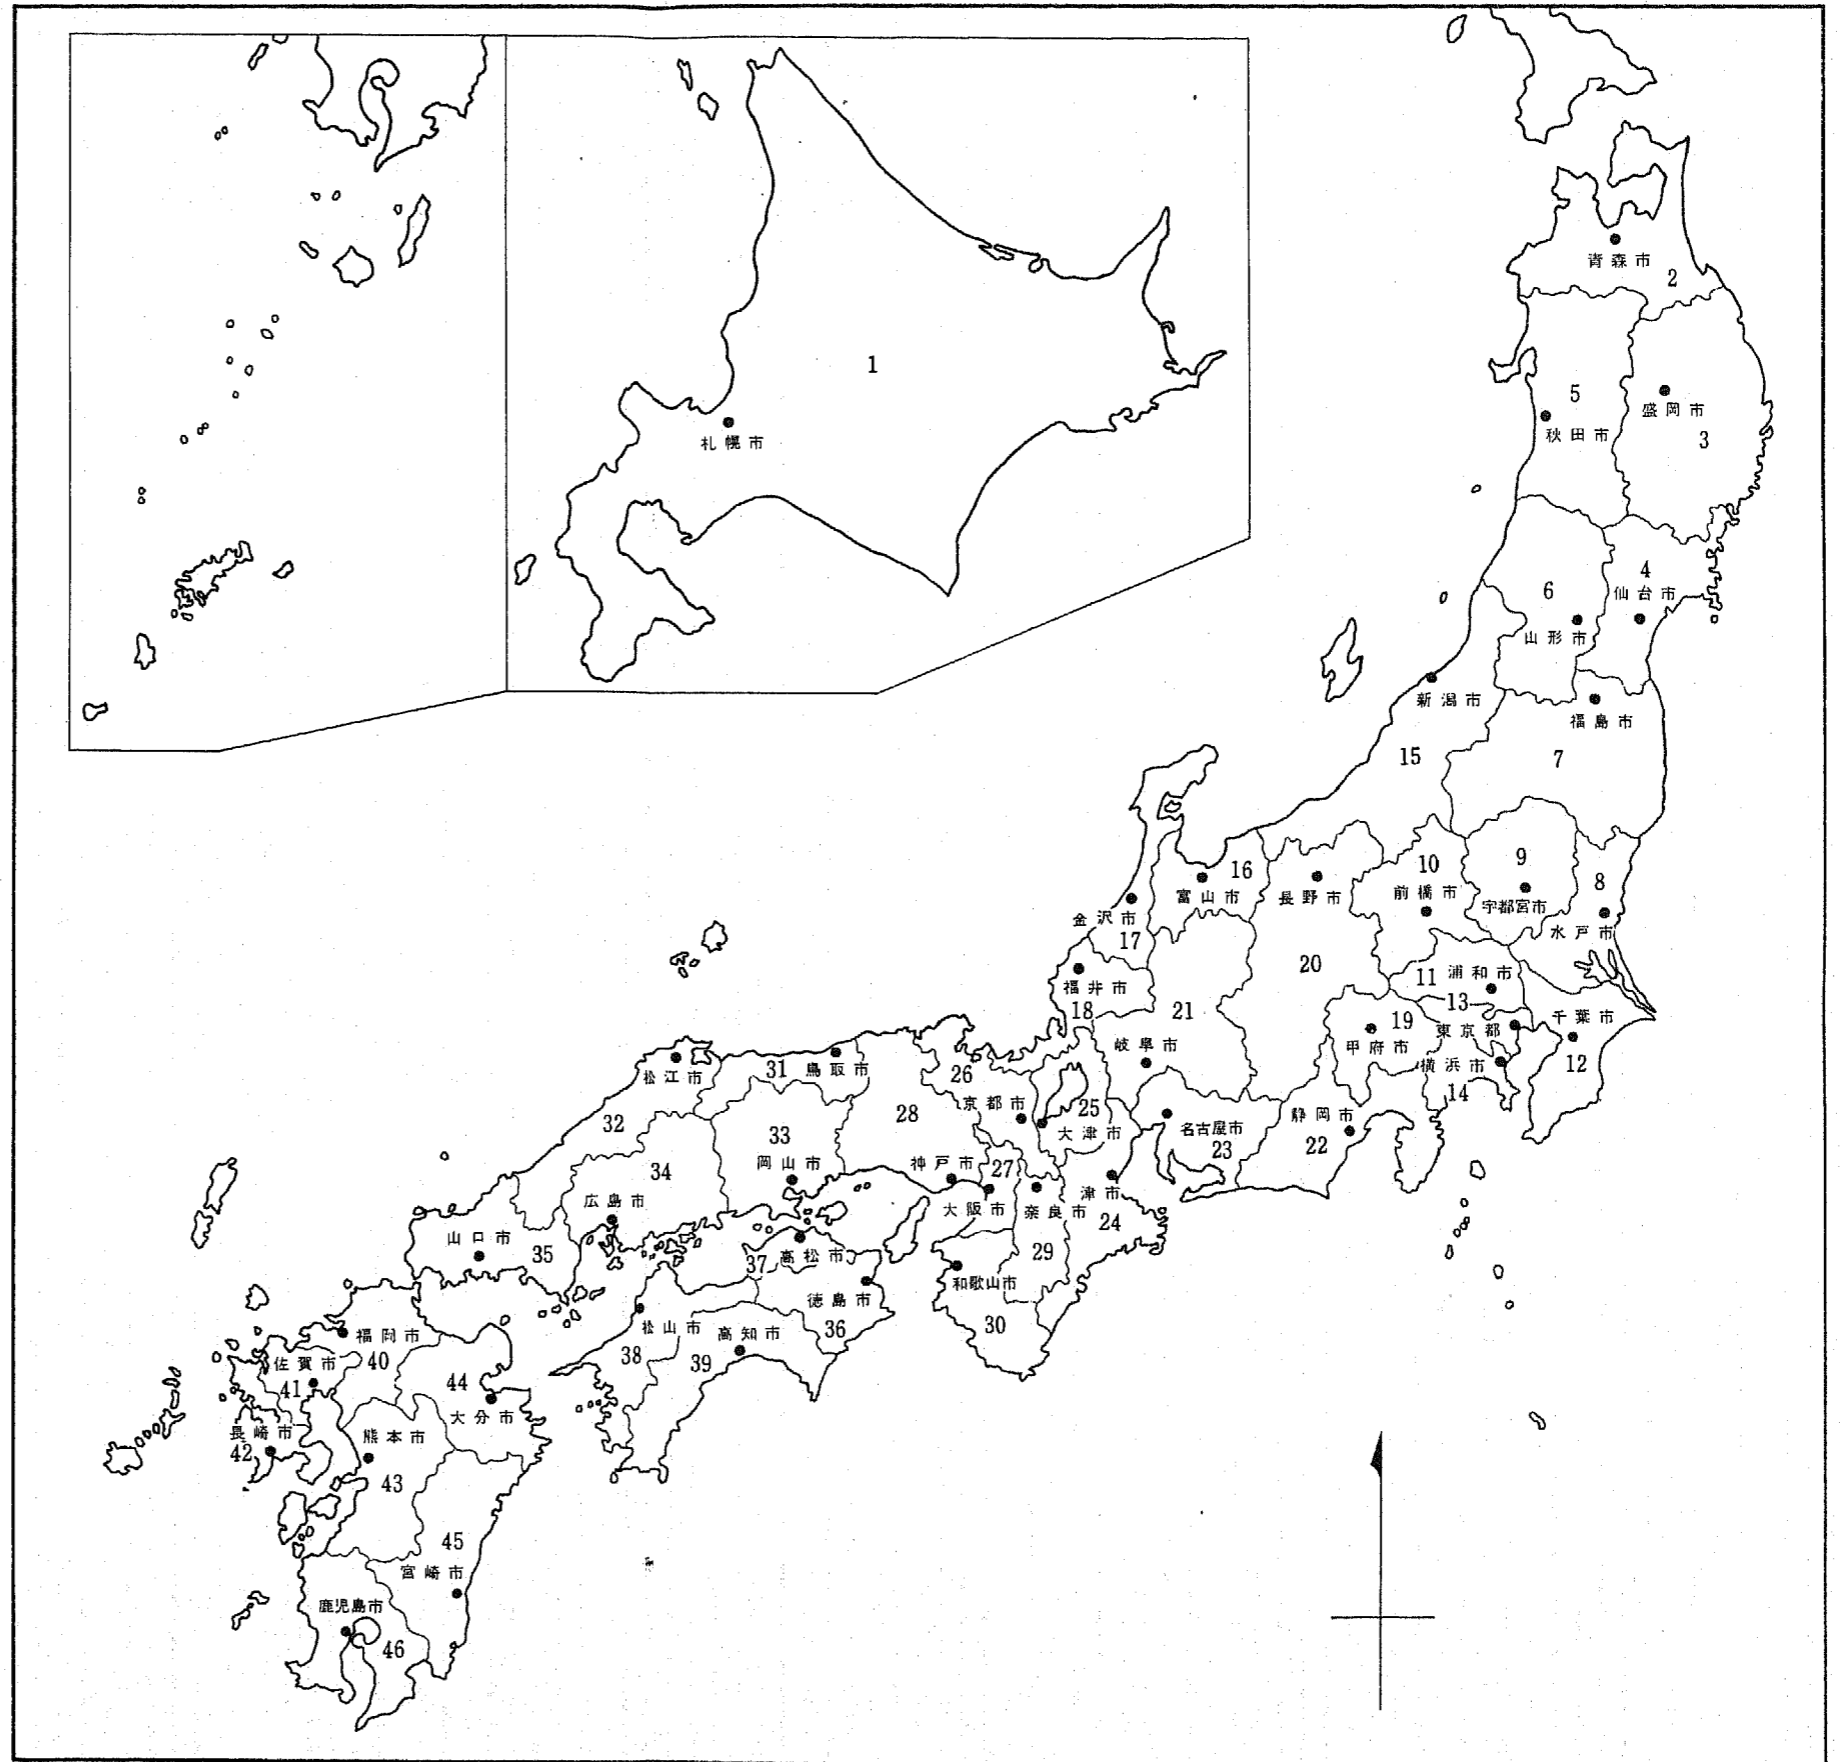 1
札幌市
青森市
2
5
盛岡市
秋田市
3
4
6
仙台市
山形市
新潟市
福島市
15
7
10
9
16
8
富山市
長野市
前橋市
宇都宮市
金沢市
水戸市
17
20
11
浦和市
福井市
13
18
21
19
東京都
千葉市
岐阜市
甲府市
横浜市
12
松江市
31
鳥取市
26
28
京都市
25
14
32
33
大津市
名古屋市
静岡市
23
22
34
岡山市
神戸市
27
広島市
大阪市
奈良市
津市
24
山口市
35
37
高松市
29
和歌山市
徳島市
30
福岡市
松山市
高知市
36
佐賀市
40
38
39
41
44
大分市
長崎市
熊本市
42
43
45
宮崎市
鹿児島市
46